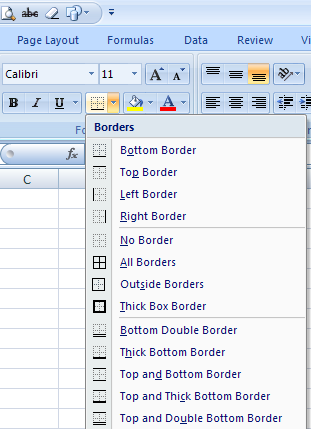 abc
Page Layout Formulas Data Review View
Calibri 11 A A
B I U A
Borders
fx
C
Bottom Border
Top Border
Left Border
Right Border
No Border
All Borders
Outside Borders
Thick Box Border
Bottom Double Border
Thick Bottom Border
Top and Bottom Border
Top and Thick Bottom Border
Top and Double Bottom Border